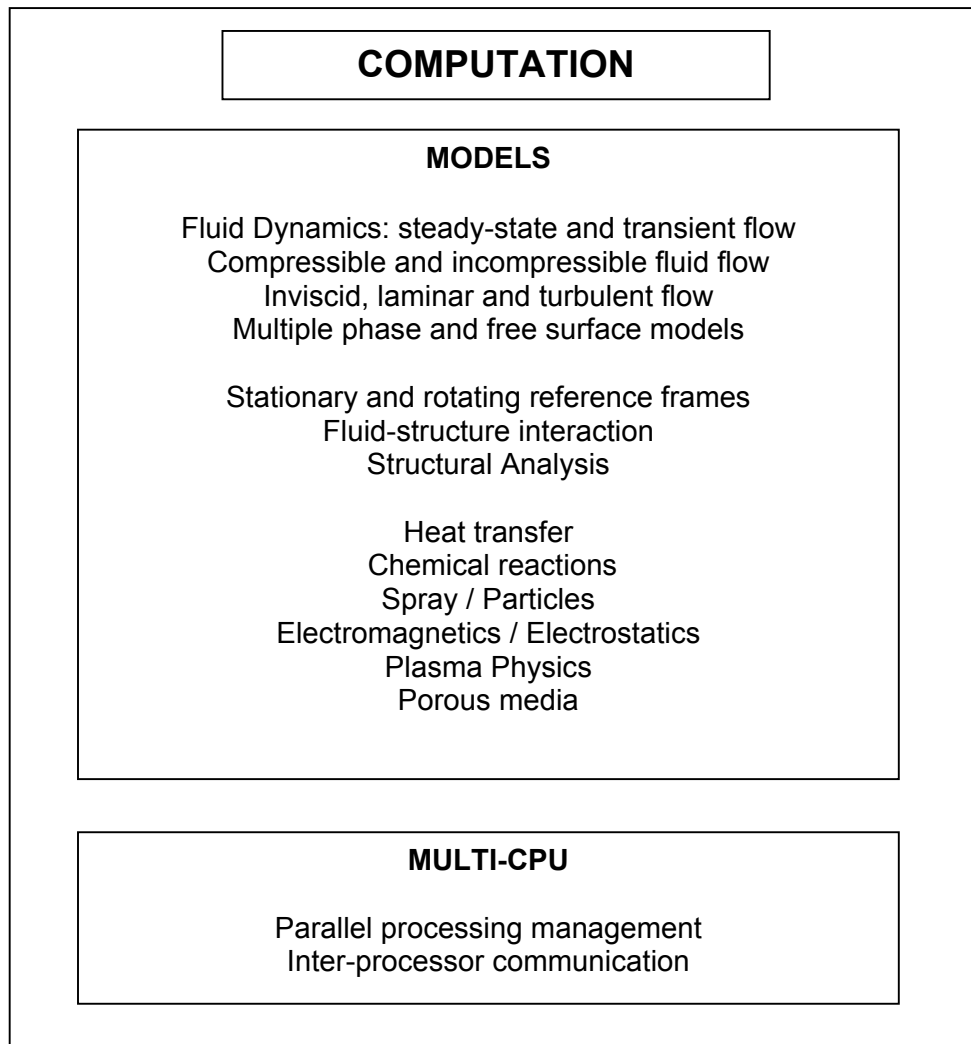 COMPUTATION
MODELS
Fluid Dynamics: steady-state and transient flow
Compressible and incompressible fluid flow
Inviscid, laminar and turbulent flow
Multiple phase and free surface models
Stationary and rotating reference frames
Fluid-structure interaction
Structural Analysis
Heat transfer
Chemical reactions
Spray / Particles
Electromagnetics / Electrostatics
Plasma Physics
Porous media
MULTI-CPU
Parallel processing management
Inter-processor communication